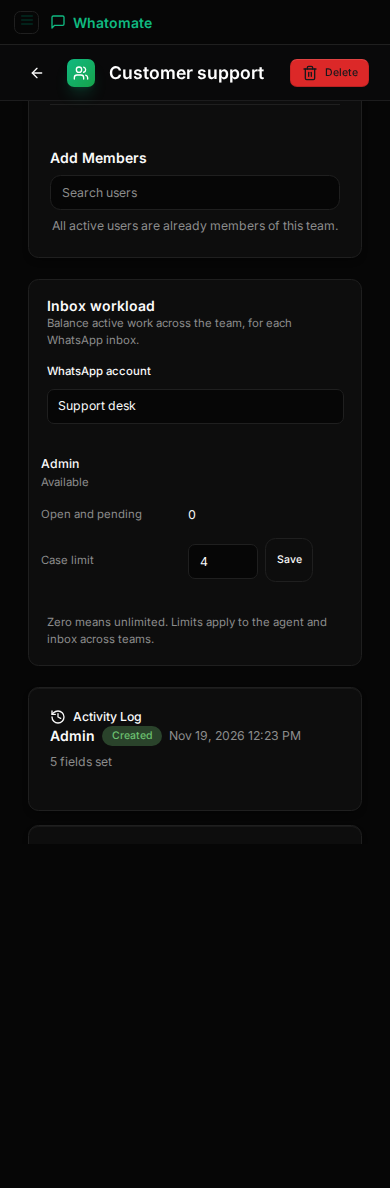 Whatomate
Customer support
Delete
Add Members
Search users
All active users are already members of this team.
Inbox workload
Balance active work across the team, for each
WhatsApp inbox.
WhatsApp account
Support desk
Admin
Available
Open and pending 0
Case limit 4 Save
Zero means unlimited. Limits apply to the agent and
inbox across teams.
Activity Log
Admin Created Nov 19, 2026 12:23 PM
5 fields set